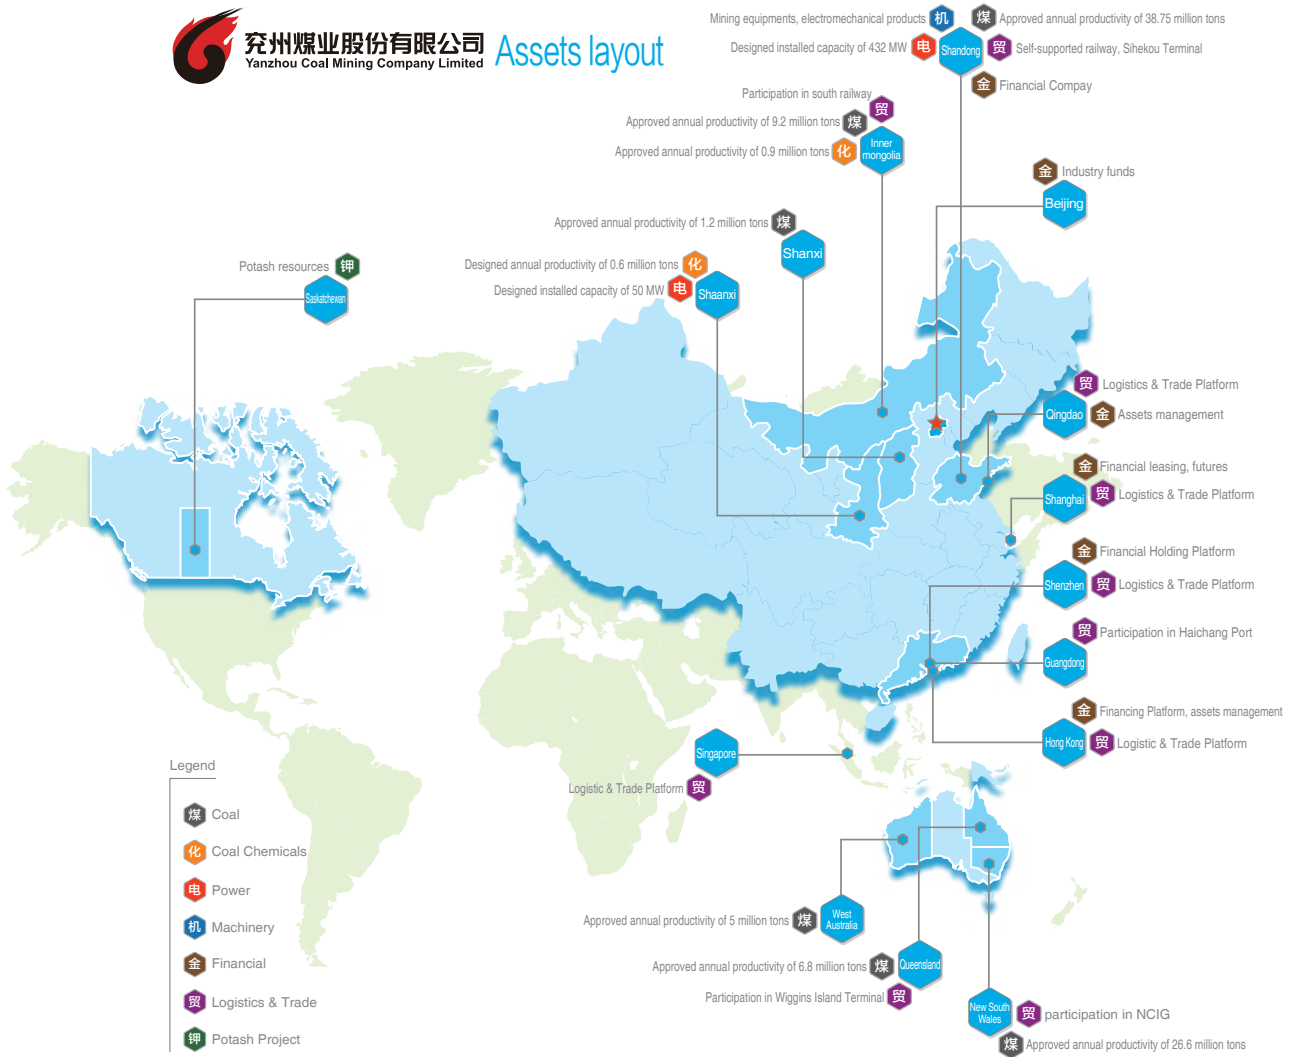 兖州煤业股份有限公司
Yanzhou Coal Mining Company Limited
Assets layout
Mining equipments, electromechanical products 机
煤 Approved annual productivity of 38.75 million tons
Designed installed capacity of 432 MW 电
Shandong
贸 Self-supported railway, Sihekou Terminal
金 Financial Compay
Participation in south railway
贸
Approved annual productivity of 9.2 million tons 煤
Approved annual productivity of 0.9 million tons 化
Inner
mongolia
金 Industry funds
Beijing
Approved annual productivity of 1.2 million tons 煤
Shanxi
Designed annual productivity of 0.6 million tons 化
Designed installed capacity of 50 MW 电
Shaanxi
Potash resources 钾
Saskatchewan
贸 Logistics & Trade Platform
Qingdao
金 Assets management
金 Financial leasing, futures
Shanghai
贸 Logistics & Trade Platform
金 Financial Holding Platform
Shenzhen
贸 Logistics & Trade Platform
贸 Participation in Haichang Port
Guangdong
金 Financing Platform, assets management
Hong Kong
贸 Logistic & Trade Platform
Singapore
Logistic & Trade Platform 贸
Legend
煤 Coal
化 Coal Chemicals
电 Power
机 Machinery
金 Financial
贸 Logistics & Trade
钾 Potash Project
Approved annual productivity of 5 million tons 煤
West
Australia
Approved annual productivity of 6.8 million tons 煤
Queensland
Participation in Wiggins Island Terminal 贸
New South
Wales
贸 participation in NCIG
煤 Approved annual productivity of 26.6 million tons